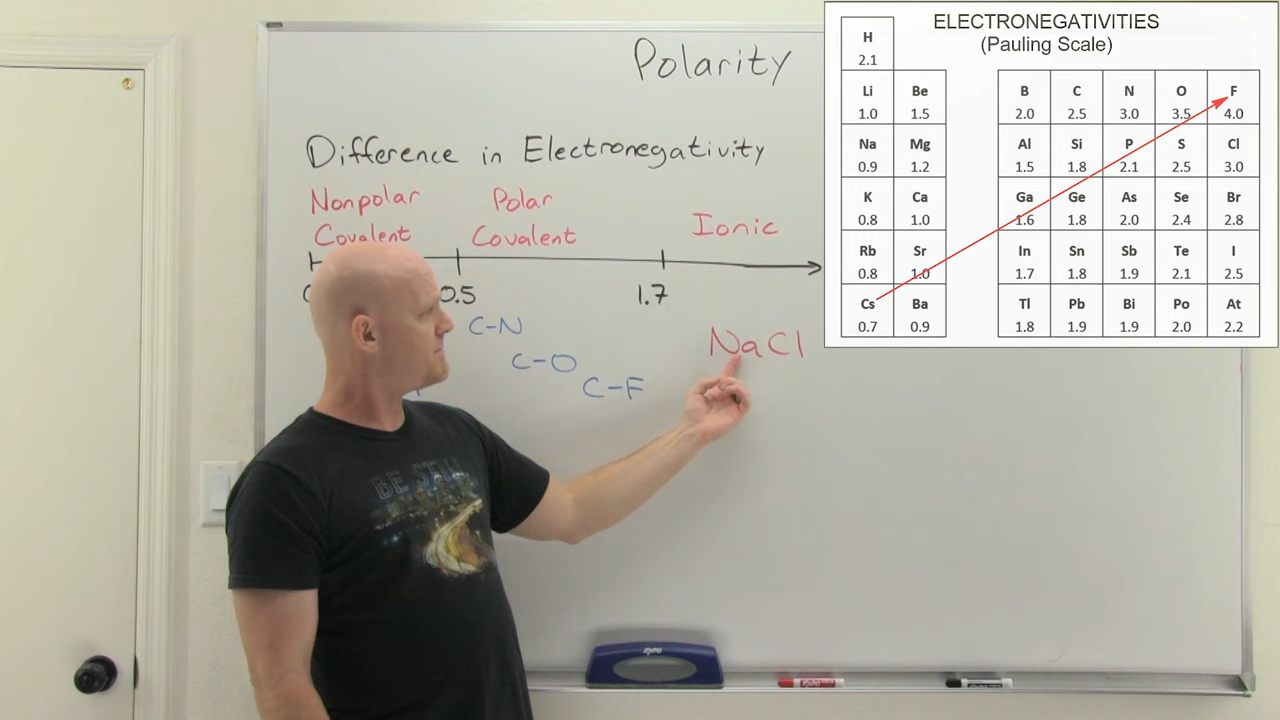 Polarity
Difference in Electronegativity
Nonpolar
Covalent
Polar
Covalent
Ionic
0.5
1.7
C-N
C-O
C-F
NaCl
BE STILL
expo
ELECTRONEGATIVITIES
(Pauling Scale)
H
2.1
Li Be B C N O F
1.0 1.5 2.0 2.5 3.0 3.5 4.0
Na Mg Al Si P S Cl
0.9 1.2 1.5 1.8 2.1 2.5 3.0
K Ca Ga Ge As Se Br
0.8 1.0 1.6 1.8 2.0 2.4 2.8
Rb Sr In Sn Sb Te I
0.8 1.0 1.7 1.8 1.9 2.1 2.5
Cs Ba Tl Pb Bi Po At
0.7 0.9 1.8 1.9 1.9 2.0 2.2